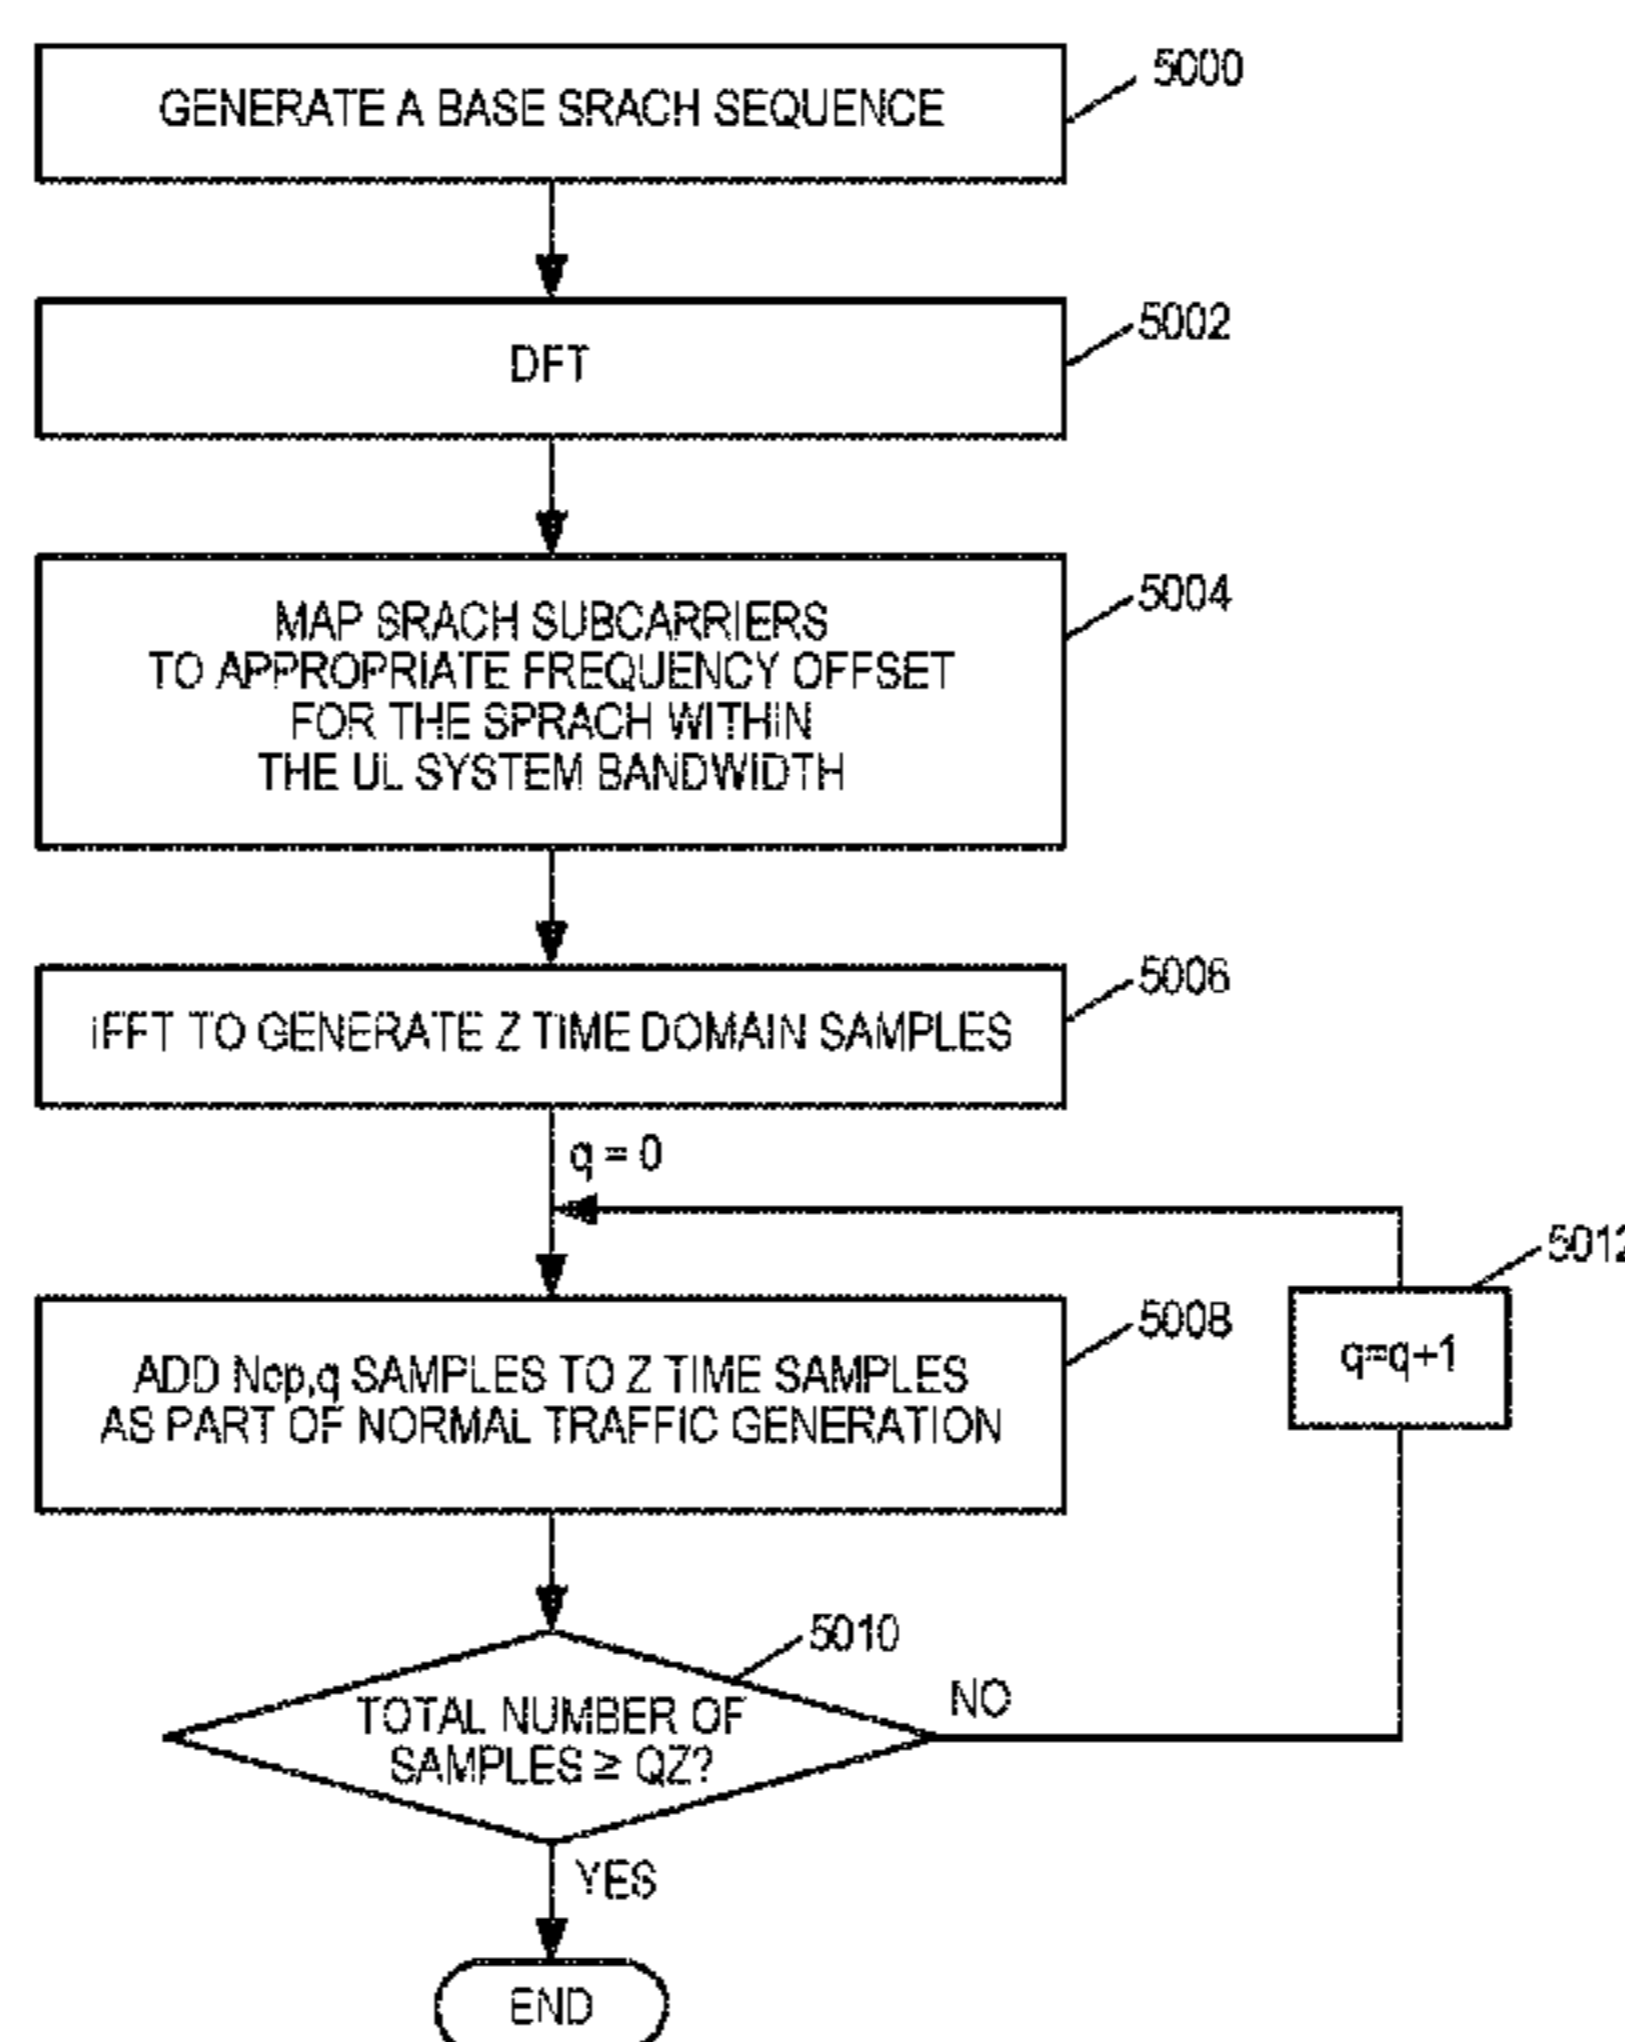 GENERATE A BASE SRACH SEQUENCE
5000
DFT
5002
MAP SRACH SUBCARRIERS
TO APPROPRIATE FREQUENCY OFFSET
FOR THE SPRACH WITHIN
THE UL SYSTEM BANDWIDTH
5004
iFFT TO GENERATE Z TIME DOMAIN SAMPLES
5006
q = 0
5012
q=q+1
ADD Ncp,q SAMPLES TO Z TIME SAMPLES
AS PART OF NORMAL TRAFFIC GENERATION
5008
5010
TOTAL NUMBER OF
SAMPLES ≥ QZ?
NO
YES
END